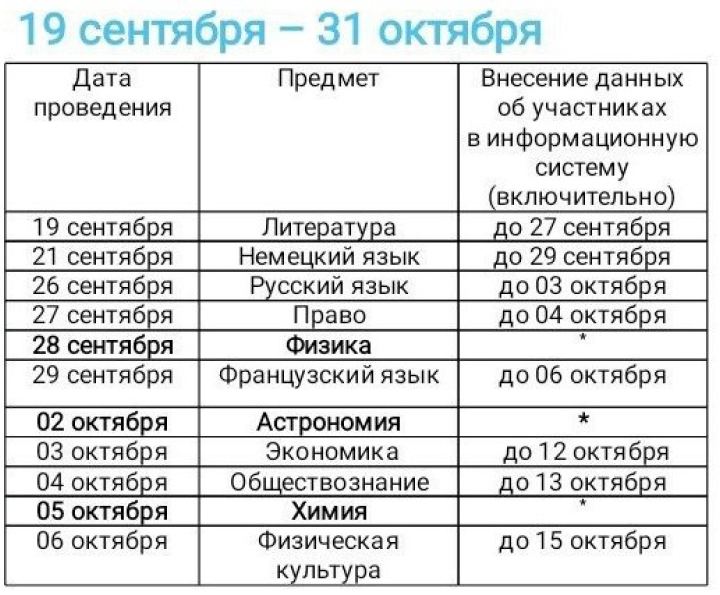 19 сентября – 31 октября
Дата проведения Предмет Внесение данных об участниках в информационную систему (включительно)
19 сентября Литература до 27 сентября
21 сентября Немецкий язык до 29 сентября
26 сентября Русский язык до 03 октября
27 сентября Право до 04 октября
28 сентября Физика *
29 сентября Французский язык до 06 октября
02 октября Астрономия *
03 октября Экономика до 12 октября
04 октября Обществознание до 13 октября
05 октября Химия *
06 октября Физическая культура до 15 октября